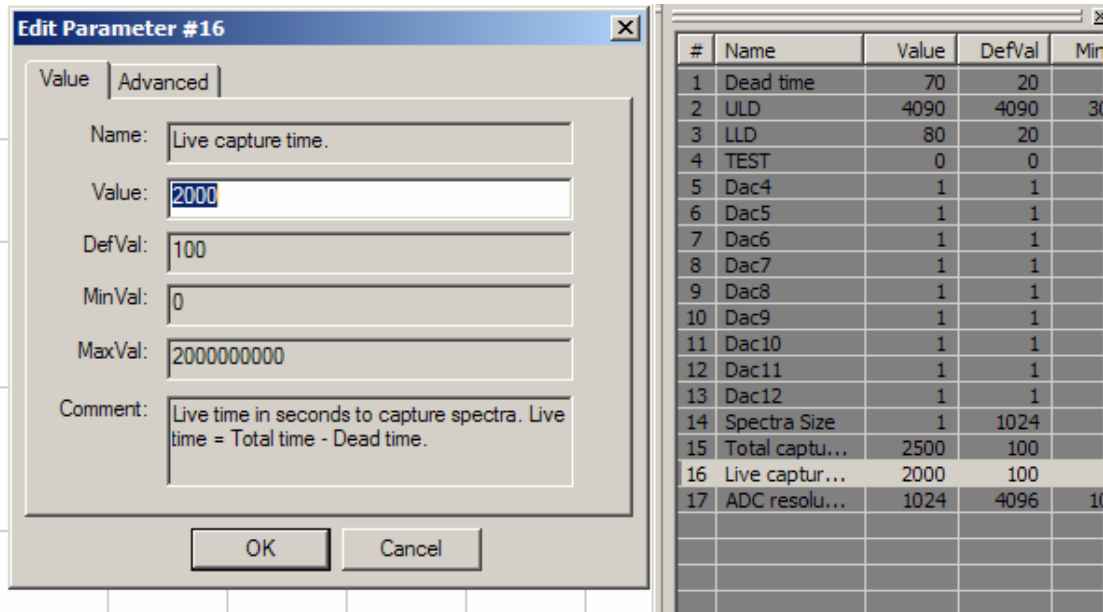 Edit Parameter #16
Value Advanced
Name: Live capture time.
Value: 2000
DefVal: 100
MinVal: 0
MaxVal: 2000000000
Comment: Live time in seconds to capture spectra. Live
time = Total time - Dead time.
OK Cancel
# Name Value DefVal Min
1 Dead time 70 20
2 ULD 4090 4090 30
3 LLD 80 20
4 TEST 0 0
5 Dac4 1 1
6 Dac5 1 1
7 Dac6 1 1
8 Dac7 1 1
9 Dac8 1 1
10 Dac9 1 1
11 Dac10 1 1
12 Dac11 1 1
13 Dac12 1 1
14 Spectra Size 1 1024
15 Total captu... 2500 100
16 Live captur... 2000 100
17 ADC resolu... 1024 4096 10